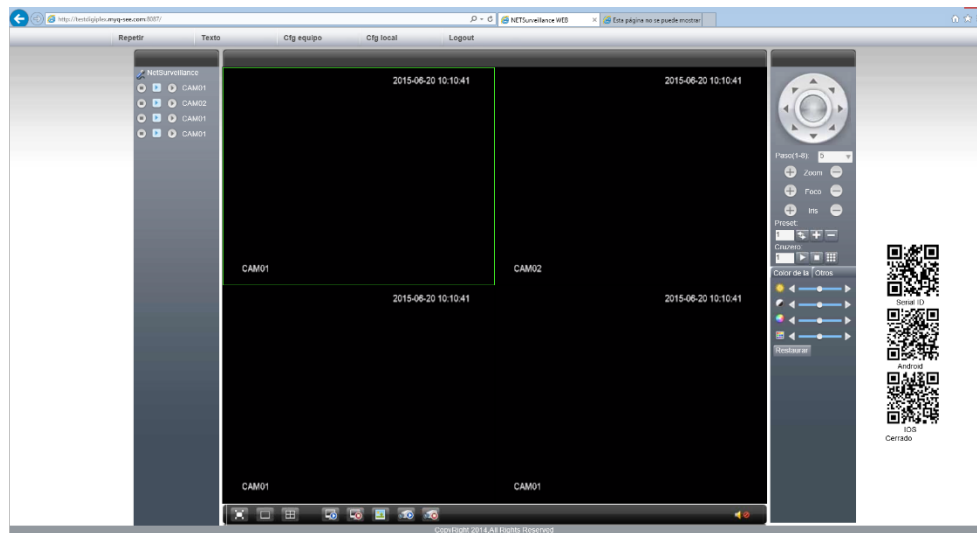 http://testdigiplex.myq-see.com:8087/
NETSurveillance WEB
Esta página no se puede mostrar
Repetir Texto Cfg equipo Cfg local Logout
NetSurveillance
CAM01
CAM02
CAM01
CAM01
2015-06-20 10:10:41
2015-06-20 10:10:41
CAM01
CAM02
2015-06-20 10:10:41
2015-06-20 10:10:41
CAM01
CAM01
Paso(1-8): 5
Zoom
Foco
Iris
Preset:
1
Cruzero:
1
Color de la Otros
Restaurar
Serial ID
Android
IOS
Cerrado
CopyRight 2014,All Rights Reserved